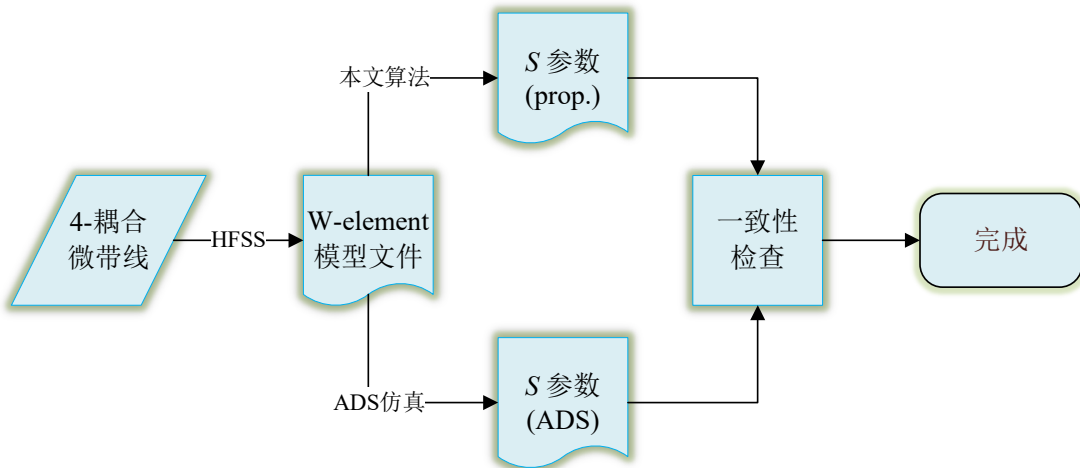 本文算法
S 参数
(prop.)
4-耦合
微带线
HFSS
W-element
模型文件
一致性
检查
完成
ADS仿真
S 参数
(ADS)